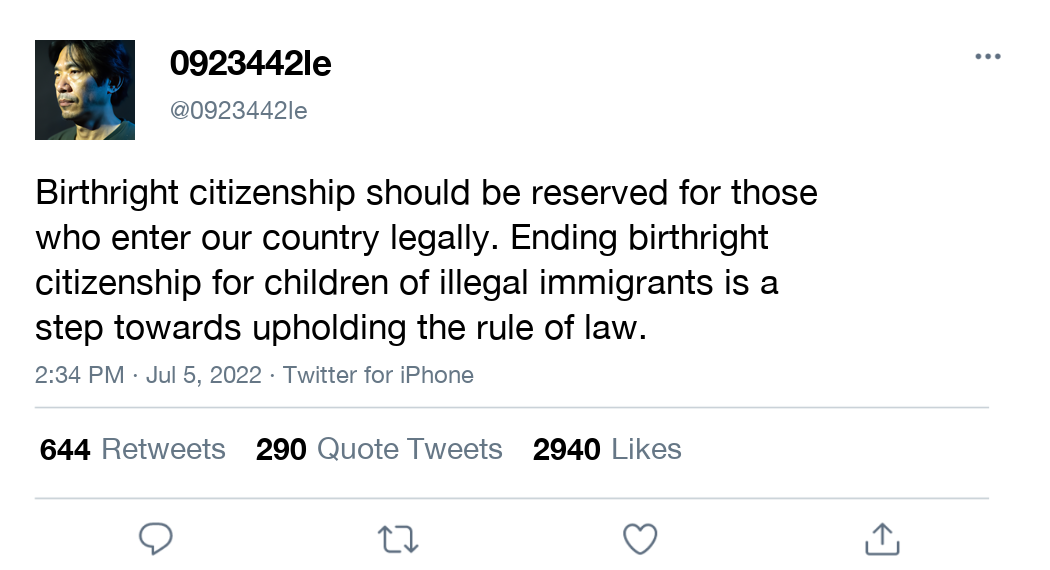 0923442le
@0923442le
Birthright citizenship should be reserved for those
who enter our country legally. Ending birthright
citizenship for children of illegal immigrants is a
step towards upholding the rule of law.
2:34 PM · Jul 5, 2022 · Twitter for iPhone
644 Retweets 290 Quote Tweets 2940 Likes